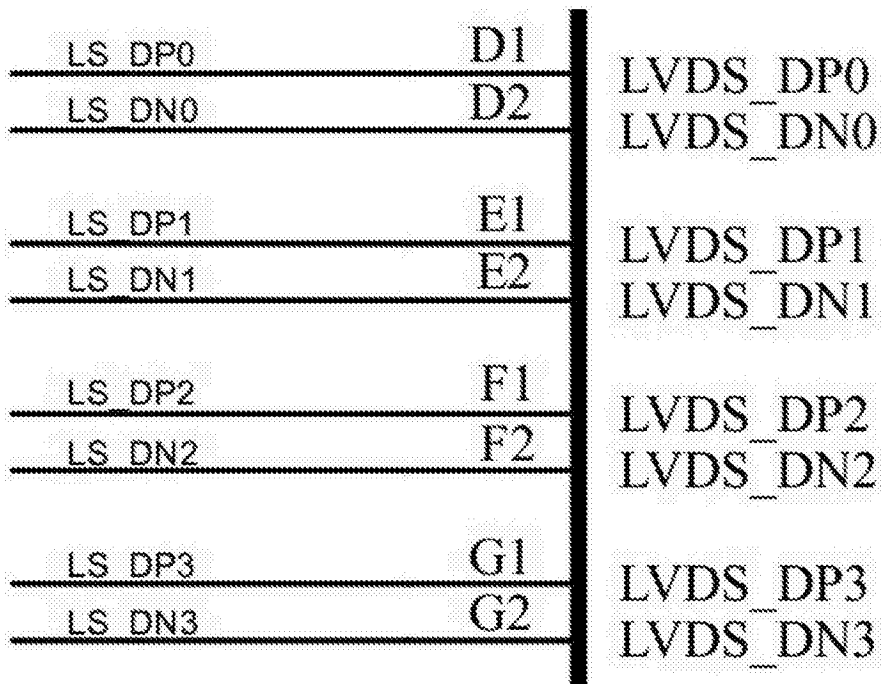 LS_DP0 D1 LVDS_DP0
LS_DN0 D2 LVDS_DN0
LS_DP1 E1 LVDS_DP1
LS_DN1 E2 LVDS_DN1
LS_DP2 F1 LVDS_DP2
LS_DN2 F2 LVDS_DN2
LS_DP3 G1 LVDS_DP3
LS_DN3 G2 LVDS_DN3